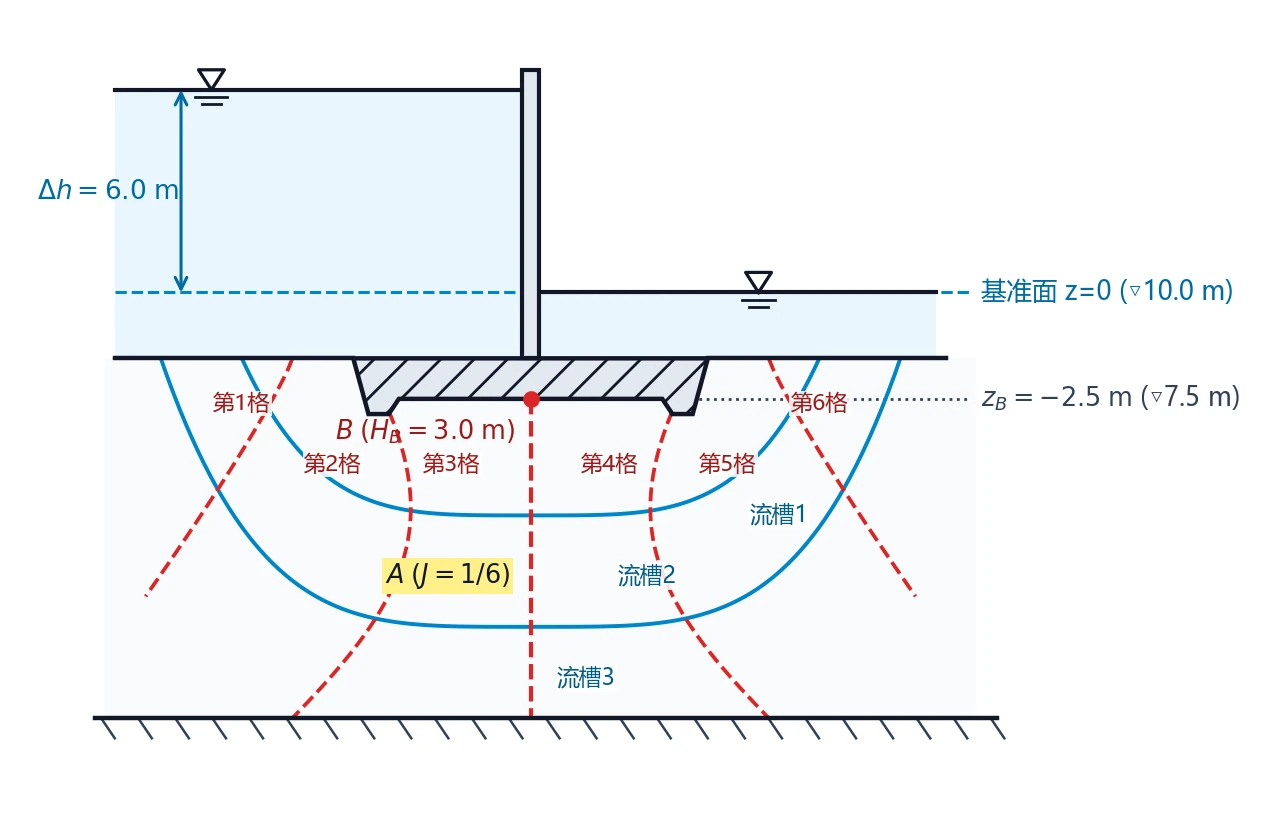 Δh = 6.0 m
基准面 z=0 (▿10.0 m)
z_B = −2.5 m (▿7.5 m)
第1格
第6格
B (H_B = 3.0 m)
第2格
第3格
第4格
第5格
流槽1
A (J = 1/6)
流槽2
流槽3